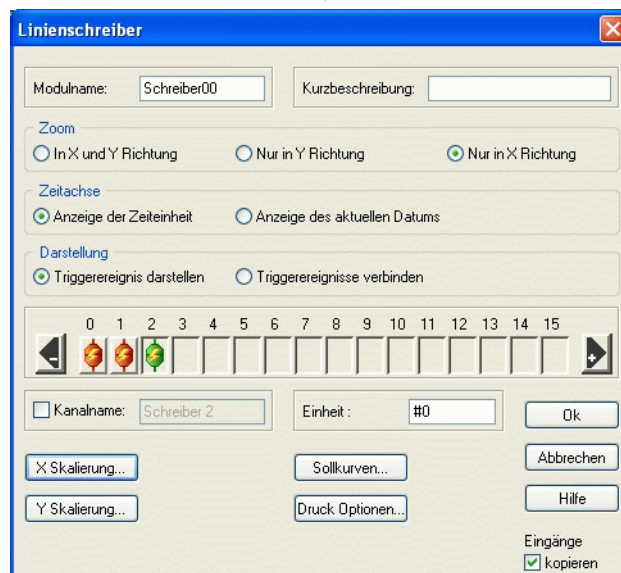 Linienschreiber
Modulname: Schreiber00 Kurzbeschreibung:
Zoom
In X und Y Richtung Nur in Y Richtung Nur in X Richtung
Zeitachse
Anzeige der Zeiteinheit Anzeige des aktuellen Datums
Darstellung
Triggerereignis darstellen Triggerereignisse verbinden
0 1 2 3 4 5 6 7 8 9 10 11 12 13 14 15
Kanalname: Schreiber 2 Einheit : #0 Ok
X Skalierung... Sollkurven... Abbrechen
Y Skalierung... Druck Optionen... Hilfe
Eingänge
kopieren